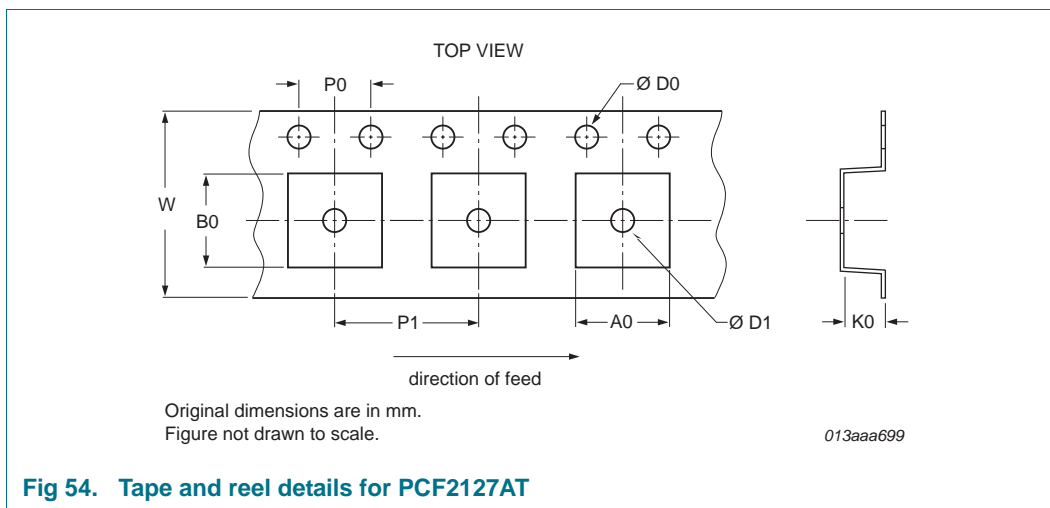 TOP VIEW
P0
Ø D0
W
B0
P1
A0
Ø D1
K0
direction of feed
Original dimensions are in mm.
Figure not drawn to scale.
013aaa699
Fig 54. Tape and reel details for PCF2127AT